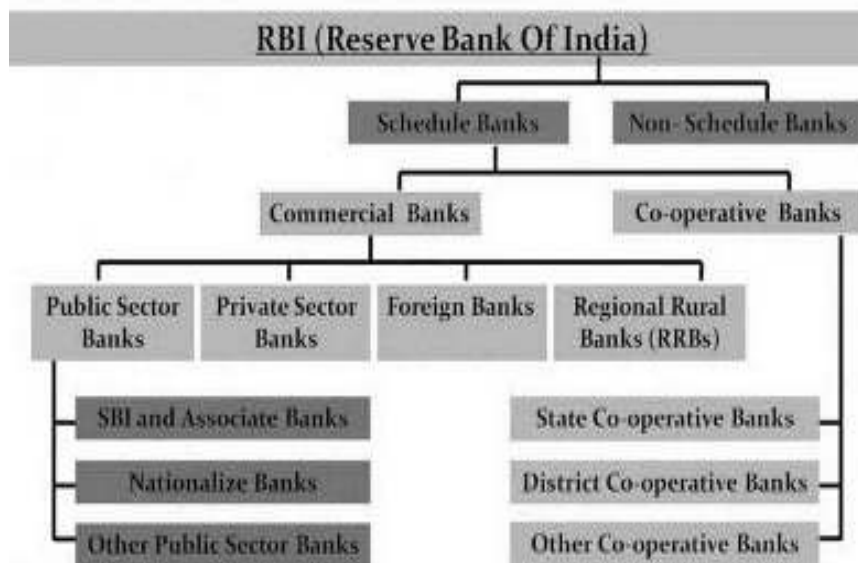 RBI (Reserve Bank Of India)
Schedule Banks
Non- Schedule Banks
Commercial Banks
Co-operative Banks
Public Sector
Banks
Private Sector
Banks
Foreign Banks
Regional Rural
Banks (RRBs)
SBI and Associate Banks
State Co-operative Banks
Nationalize Banks
District Co-operative Banks
Other Public Sector Banks
Other Co-operative Banks